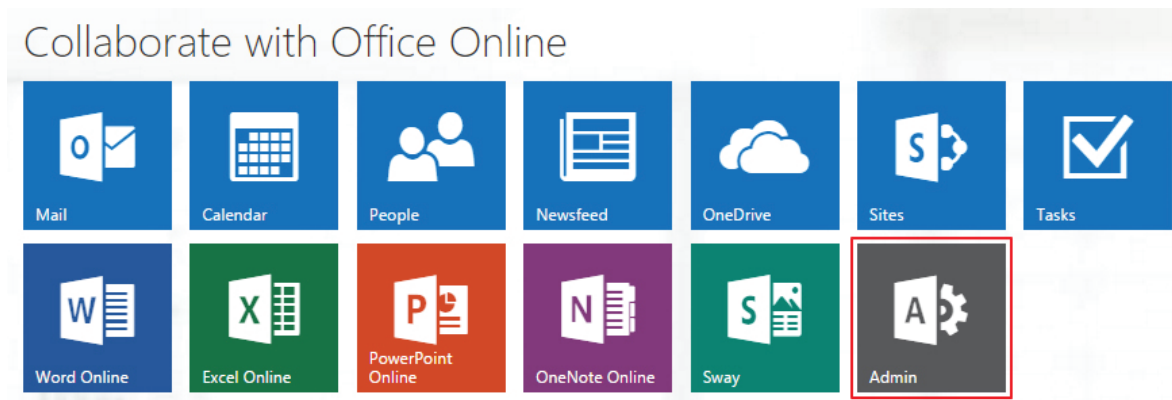 Collaborate with Office Online
O
S
Mail
Calendar
People
Newsfeed
OneDrive
Sites
Tasks
W
X
P
N
S
A
Word Online
Excel Online
PowerPoint
Online
OneNote Online
Sway
Admin